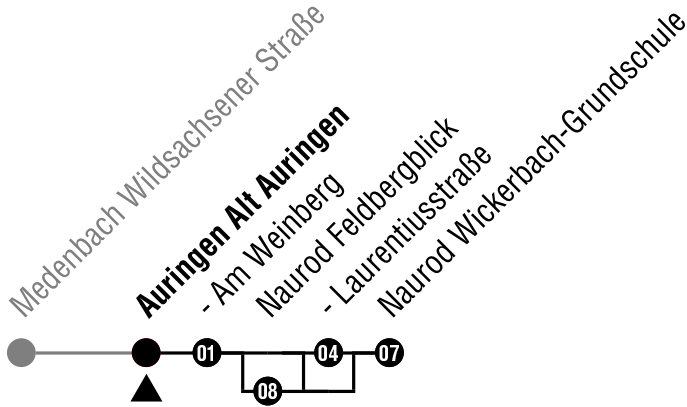 Medenbach Wildsachsener Straße
Auringen Alt Auringen
- Am Weinberg
Naurod Feldbergblick
- Laurentiusstraße
Naurod Wickerbach-Grundschule
01
04
07
08